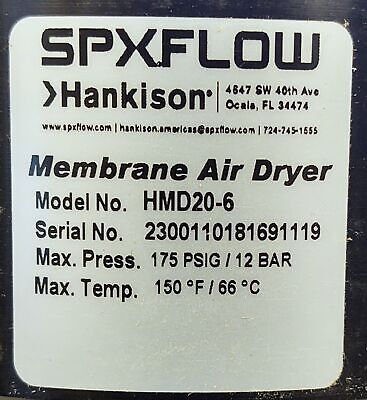 SPXFLOW
>Hankison® 4647 SW 40th Ave
Ocala, FL 34474
www.spxflow.com | hankison.americas@spxflow.com | 724-745-1555
Membrane Air Dryer
Model No. HMD20-6
Serial No. 2300110181691119
Max. Press. 175 PSIG / 12 BAR
Max. Temp. 150 °F / 66 °C